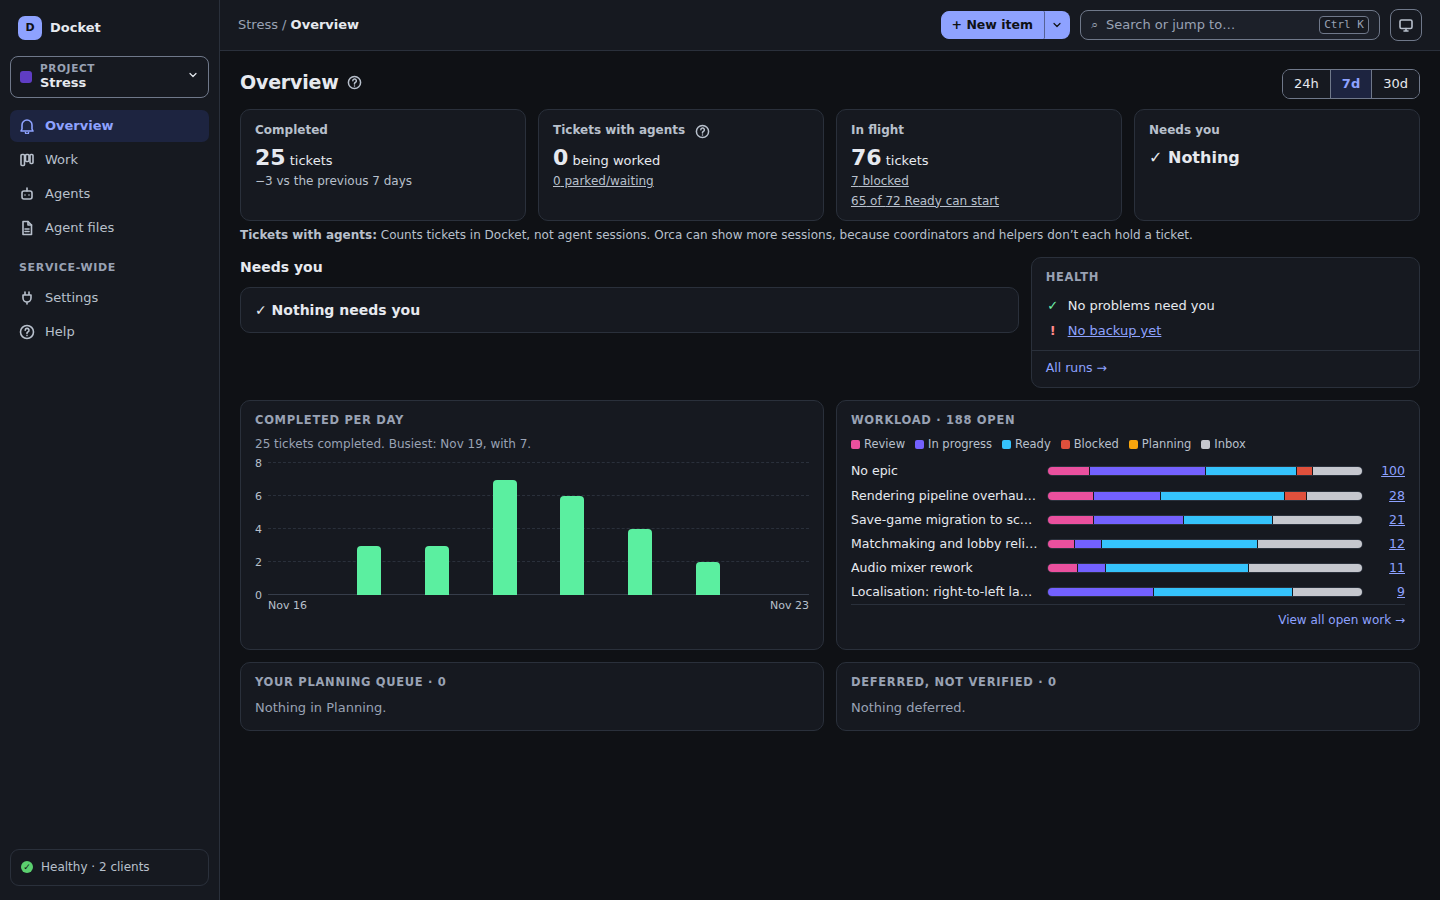 D Docket
PROJECT
Stress
Overview
Work
Agents
Agent files
SERVICE-WIDE
Settings
Help
✓ Healthy · 2 clients
Stress / Overview
+ New item
Search or jump to…
Ctrl K
Overview
24h 7d 30d
Completed
25 tickets
−3 vs the previous 7 days
Tickets with agents
0 being worked
0 parked/waiting
In flight
76 tickets
7 blocked
65 of 72 Ready can start
Needs you
✓ Nothing
Tickets with agents: Counts tickets in Docket, not agent sessions. Orca can show more sessions, because coordinators and helpers don’t each hold a ticket.
Needs you
✓ Nothing needs you
HEALTH
✓ No problems need you
! No backup yet
All runs →
COMPLETED PER DAY
25 tickets completed. Busiest: Nov 19, with 7.
8
6
4
2
0
Nov 16 Nov 23
WORKLOAD · 188 OPEN
Review In progress Ready Blocked Planning Inbox
No epic 100
Rendering pipeline overhau… 28
Save-game migration to sc… 21
Matchmaking and lobby reli… 12
Audio mixer rework 11
Localisation: right-to-left la… 9
View all open work →
YOUR PLANNING QUEUE · 0
Nothing in Planning.
DEFERRED, NOT VERIFIED · 0
Nothing deferred.